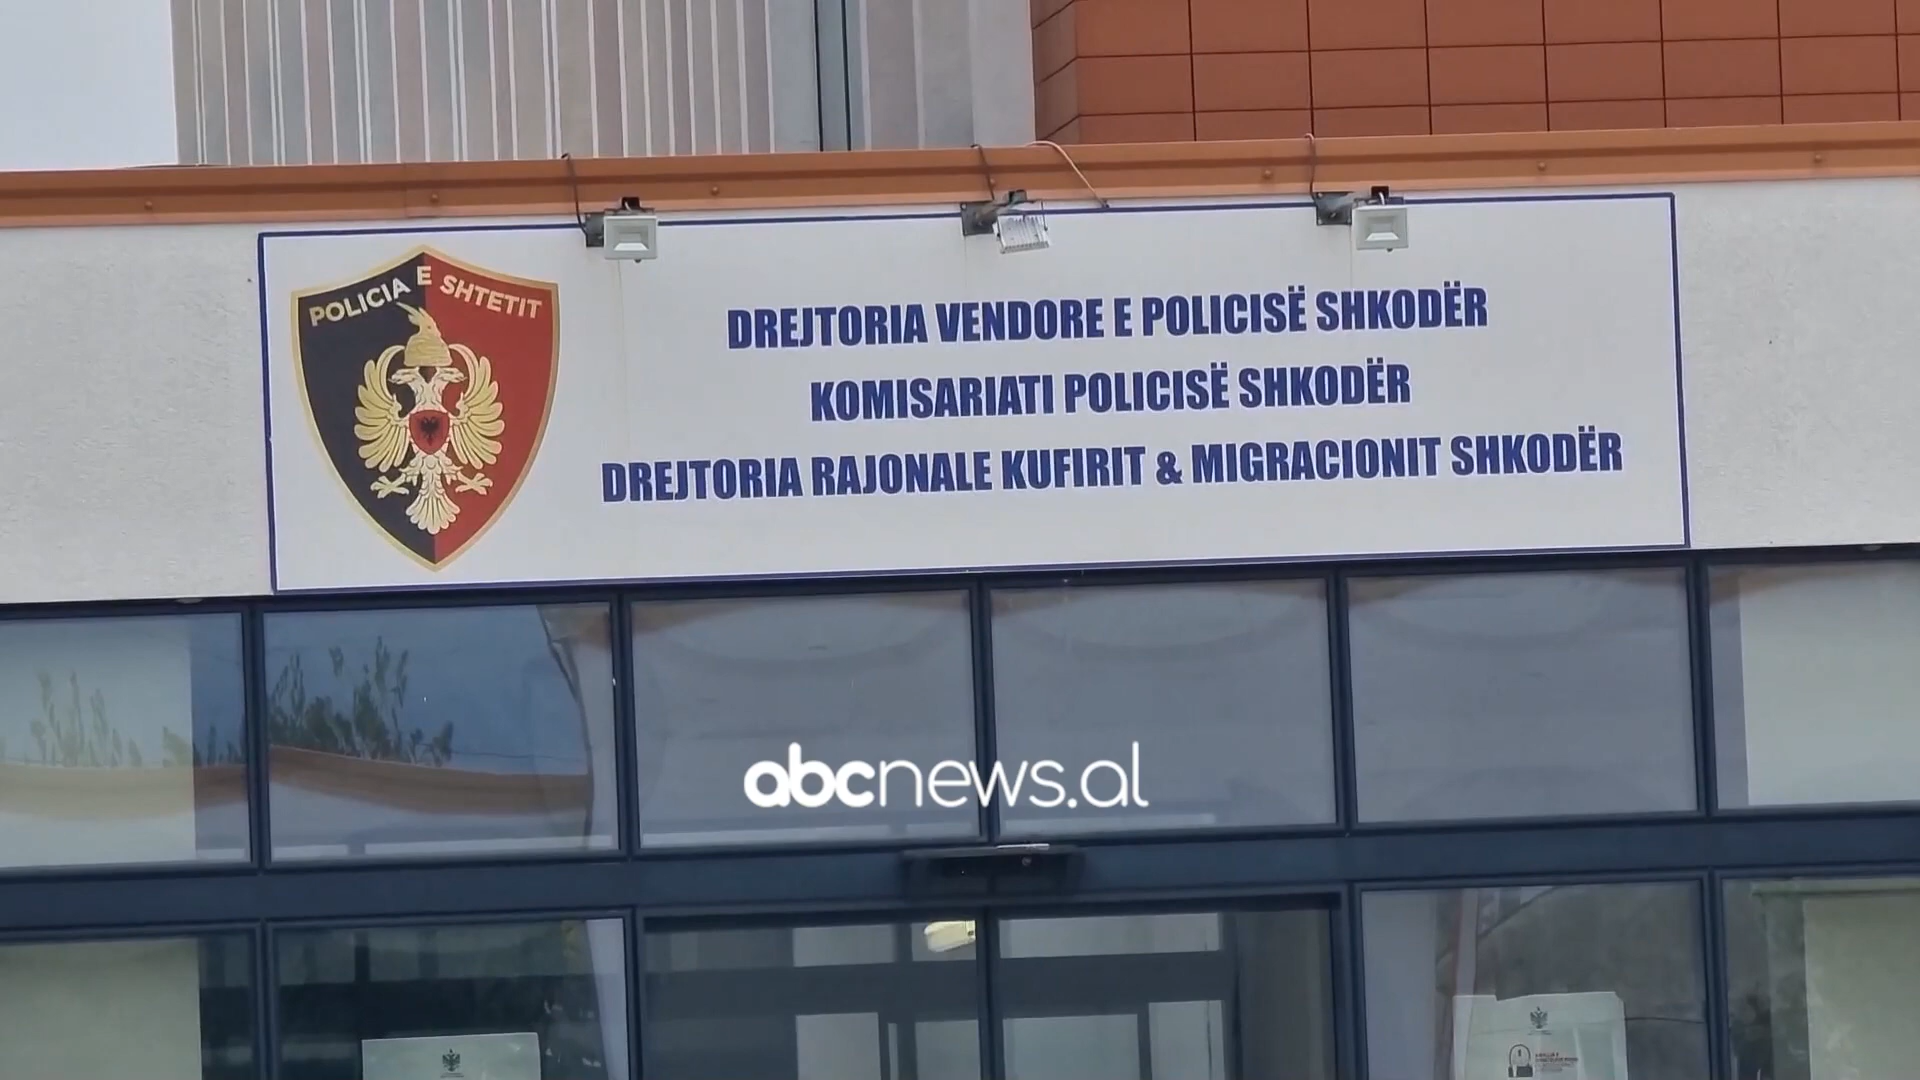 POLICIA E SHTETIT
DREJTORIA VENDORE E POLICISË SHKODËR
KOMISARIATI POLICISË SHKODËR
DREJTORIA RAJONALE KUFIRIT & MIGRACIONIT SHKODËR
abcnews.al